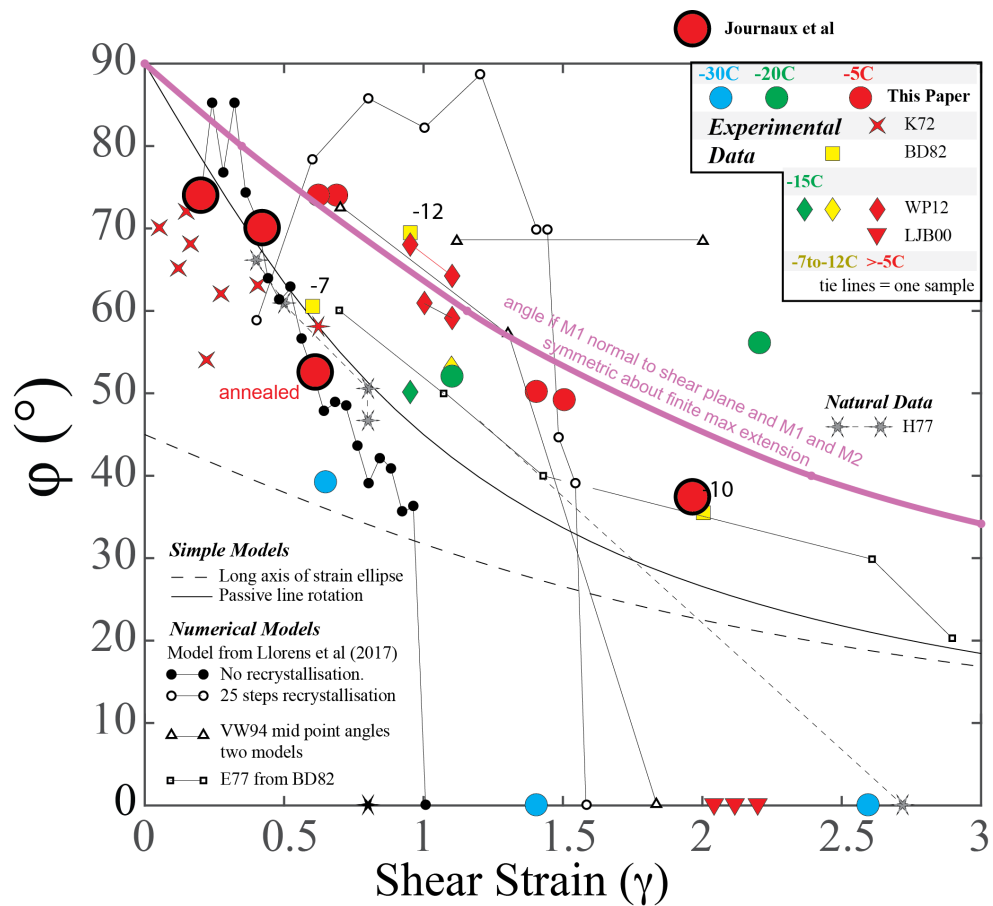 Journaux et al
-30C -20C -5C
This Paper
Experimental K72
Data BD82
-15C
WP12
LJB00
-7to-12C >-5C
tie lines = one sample
90
80
70
60
50
40
30
20
10
0
φ (°)
-12
-7
annealed
angle if M1 normal to shear plane and M1 and M2
symmetric about finite max extension
Natural Data
H77
-10
Simple Models
Long axis of strain ellipse
Passive line rotation
Numerical Models
Model from Llorens et al (2017)
No recrystallisation.
25 steps recrystallisation
VW94 mid point angles
two models
E77 from BD82
0 0.5 1 1.5 2 2.5 3
Shear Strain (γ)